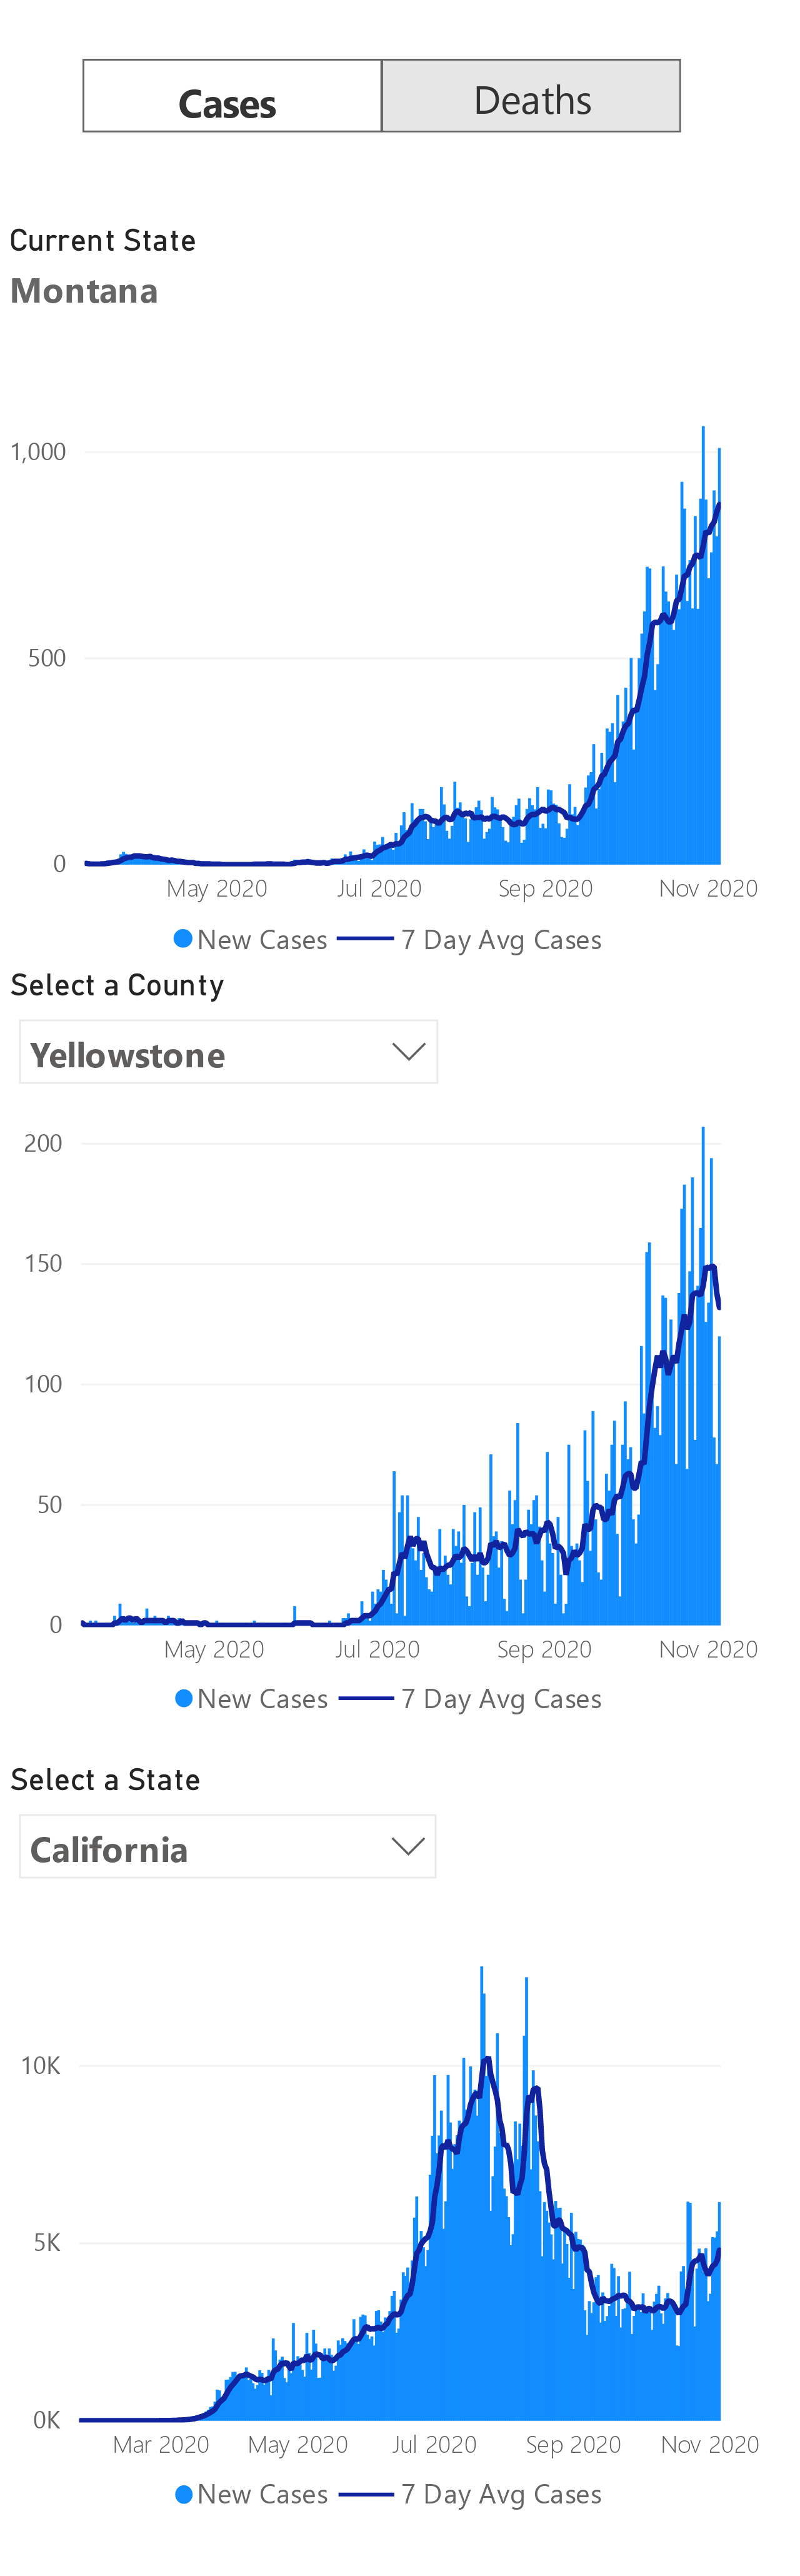 Cases Deaths
Current State
Montana
1,000
500
0
May 2020 Jul 2020 Sep 2020 Nov 2020
New Cases 7 Day Avg Cases
Select a County
Yellowstone
200
150
100
50
0
May 2020 Jul 2020 Sep 2020 Nov 2020
New Cases 7 Day Avg Cases
Select a State
California
10K
5K
0K
Mar 2020 May 2020 Jul 2020 Sep 2020 Nov 2020
New Cases 7 Day Avg Cases